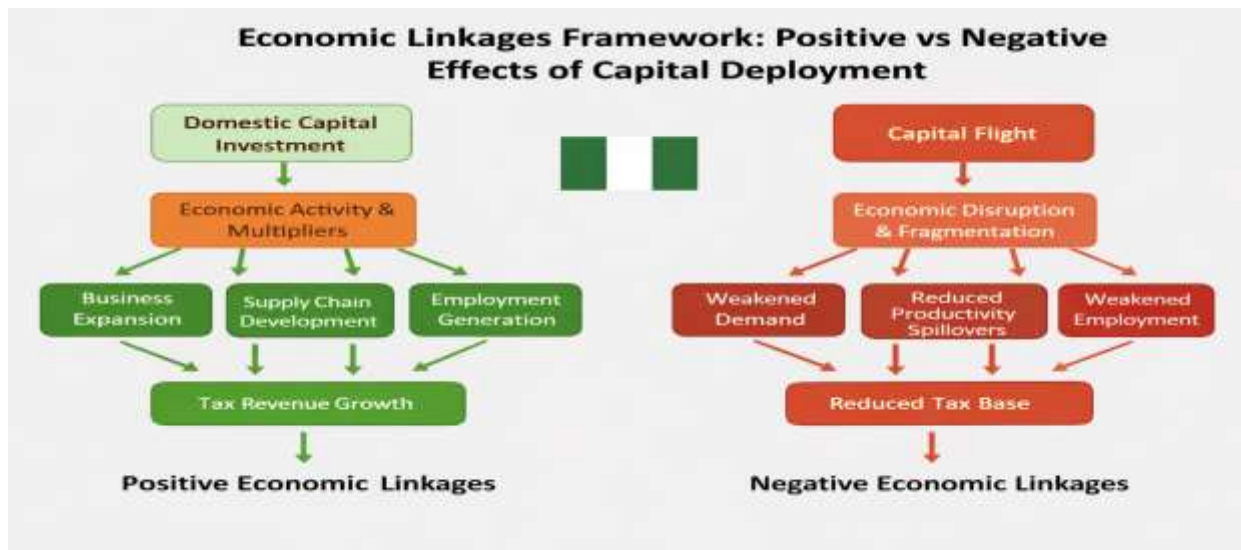 Economic Linkages Framework: Positive vs Negative
Effects of Capital Deployment
Domestic Capital
Investment
Economic Activity &
Multipliers
Business
Expansion
Supply Chain
Development
Employment
Generation
Tax Revenue Growth
Positive Economic Linkages
Capital Flight
Economic Disruption
& Fragmentation
Weakened
Demand
Reduced
Productivity
Spillovers
Weakened
Employment
Reduced Tax Base
Negative Economic Linkages